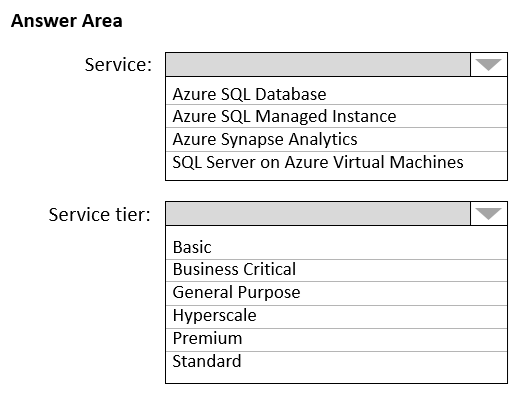 Answer Area
Service:
Azure SQL Database
Azure SQL Managed Instance
Azure Synapse Analytics
SQL Server on Azure Virtual Machines
Service tier:
Basic
Business Critical
General Purpose
Hyperscale
Premium
Standard